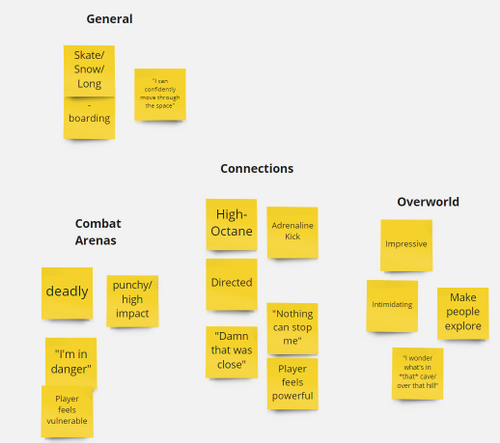 General
Skate/
Snow/
Long
-
boarding
"I can
confidently
move through
the space"
Connections
High-
Octane
Adrenaline
Kick
Directed
"Nothing
can stop
me"
"Damn
that was
close"
Player
feels
powerful
Combat
Arenas
deadly
punchy/
high
impact
"I'm in
danger"
Player
feels
vulnerable
Overworld
Impressive
Intimidating
Make
people
explore
"I wonder
what's in
*that* cave/
over that hill!"